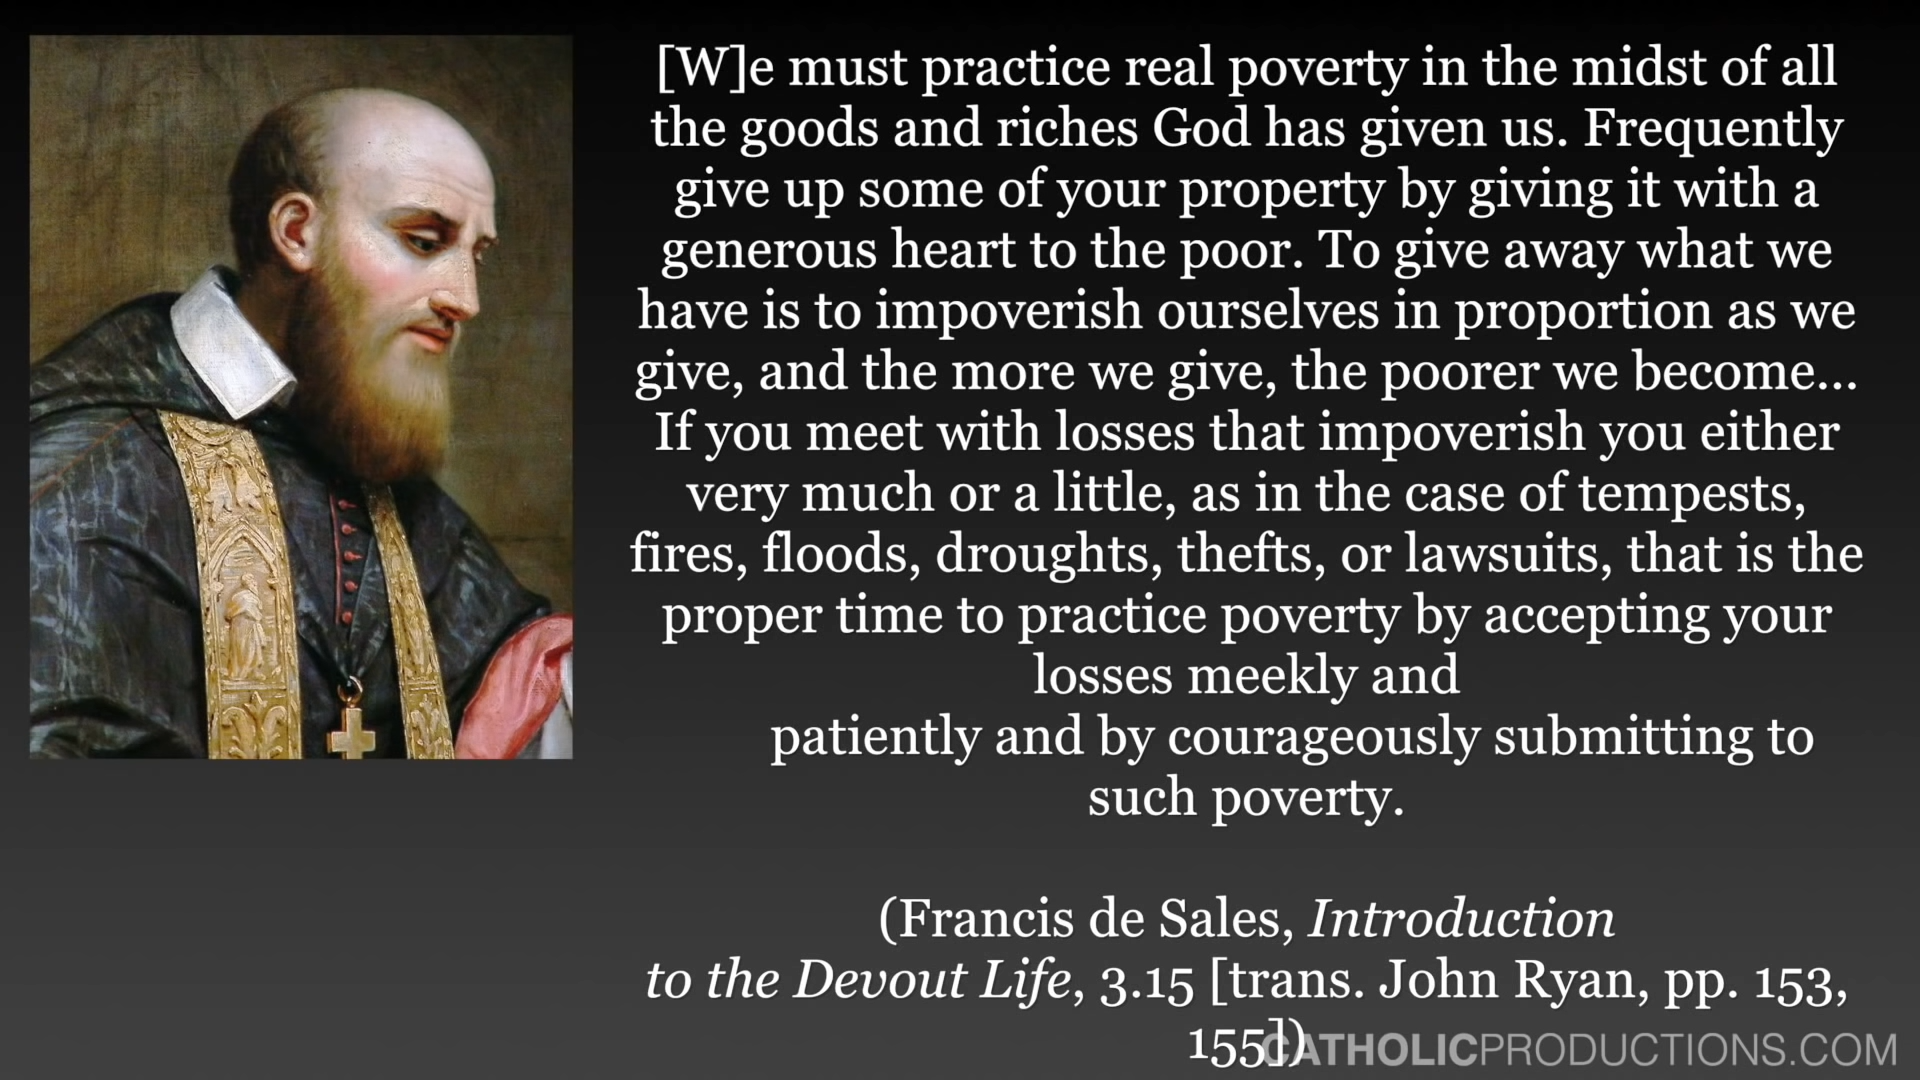 [W]e must practice real poverty in the midst of all
the goods and riches God has given us. Frequently
give up some of your property by giving it with a
generous heart to the poor. To give away what we
have is to impoverish ourselves in proportion as we
give, and the more we give, the poorer we become...
If you meet with losses that impoverish you either
very much or a little, as in the case of tempests,
fires, floods, droughts, thefts, or lawsuits, that is the
proper time to practice poverty by accepting your
losses meekly and
patiently and by courageously submitting to
such poverty.
(Francis de Sales, Introduction
to the Devout Life, 3.15 [trans. John Ryan, pp. 153,
155])
CATHOLICPRODUCTIONS.COM